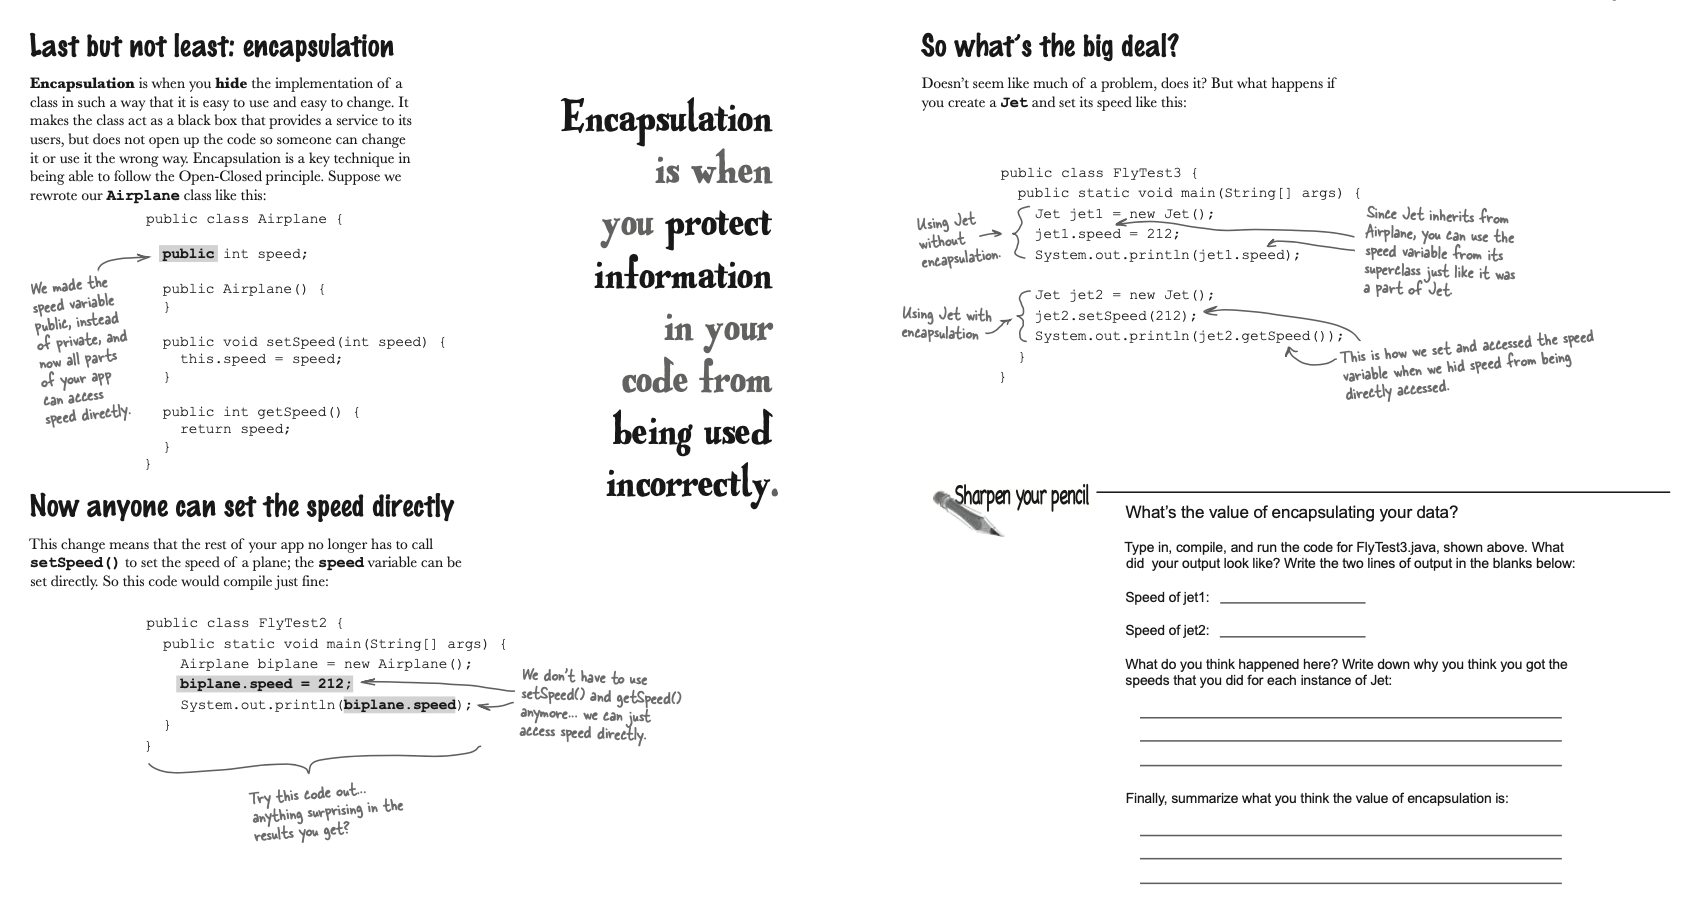 Last but not least: encapsulation
Encapsulation is when you hide the implementation of a
class in such a way that it is easy to use and easy to change. It
makes the class act as a black box that provides a service to its
users, but does not open up the code so someone can change
it or use it the wrong way. Encapsulation is a key technique in
being able to follow the Open-Closed principle. Suppose we
rewrote our Airplane class like this:
public class Airplane {
public int speed;
public Airplane() {
}
public void setSpeed(int speed) {
this.speed = speed;
}
public int getSpeed() {
return speed;
}
}
We made the
speed variable
public, instead
of private, and
now all parts
of your app
can access
speed directly.
Encapsulation
is when
you protect
information
in your
code from
being used
incorrectly.
Now anyone can set the speed directly
This change means that the rest of your app no longer has to call
setSpeed() to set the speed of a plane; the speed variable can be
set directly. So this code would compile just fine:
public class FlyTest2 {
public static void main(String[] args) {
Airplane biplane = new Airplane();
biplane.speed = 212;
System.out.println(biplane.speed);
}
}
We don't have to use
setSpeed() and getSpeed()
anymore... we can just
access speed directly.
Try this code out...
anything surprising in the
results you get?
So what's the big deal?
Doesn't seem like much of a problem, does it? But what happens if
you create a Jet and set its speed like this:
public class FlyTest3 {
public static void main(String[] args) {
Jet jet1 = new Jet();
jet1.speed = 212;
System.out.println(jet1.speed);
Jet jet2 = new Jet();
jet2.setSpeed(212);
System.out.println(jet2.getSpeed());
}
}
Using Jet
without
encapsulation.
Using Jet with
encapsulation
Since Jet inherits from
Airplane, you can use the
speed variable from its
superclass just like it was
a part of Jet.
This is how we set and accessed the speed
variable when we hid speed from being
directly accessed.
Sharpen your pencil
What's the value of encapsulating your data?
Type in, compile, and run the code for FlyTest3.java, shown above. What
did your output look like? Write the two lines of output in the blanks below:
Speed of jet1:
Speed of jet2:
What do you think happened here? Write down why you think you got the
speeds that you did for each instance of Jet:
Finally, summarize what you think the value of encapsulation is: